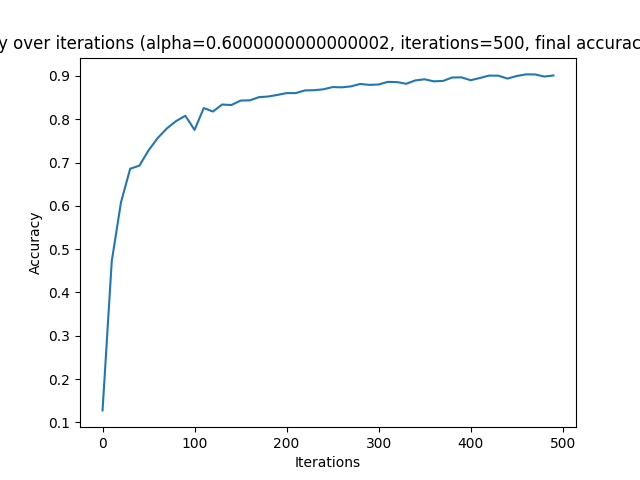 y over iterations (alpha=0.6000000000000002, iterations=500, final accurac
0.9
0.8
0.7
0.6
0.5
0.4
0.3
0.2
0.1
Accuracy
0 100 200 300 400 500
Iterations